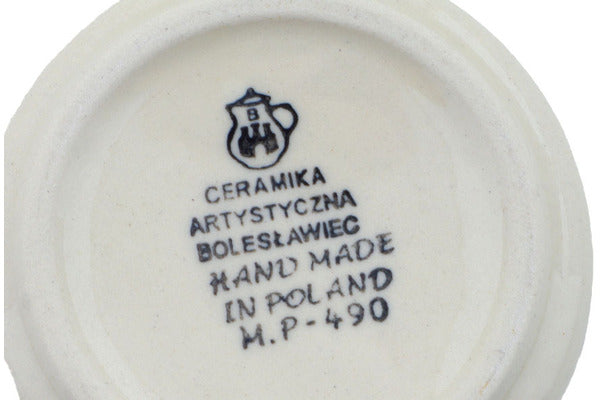 B
CERAMIKA
ARTYSTYCZNA
BOLESŁAWIEC
HAND MADE
IN POLAND
M.P-490